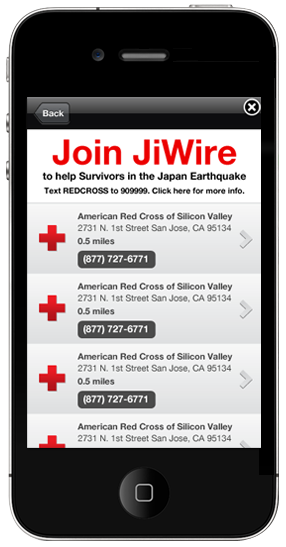 Back
Join JiWire
to help Survivors in the Japan Earthquake
Text REDCROSS to 909999. Click here for more info.
American Red Cross of Silicon Valley
2731 N. 1st Street San Jose, CA 95134
0.5 miles
(877) 727-6771
American Red Cross of Silicon Valley
2731 N. 1st Street San Jose, CA 95134
0.5 miles
(877) 727-6771
American Red Cross of Silicon Valley
2731 N. 1st Street San Jose, CA 95134
0.5 miles
(877) 727-6771
American Red Cross of Silicon Valley
2731 N. 1st Street San Jose, CA 95134